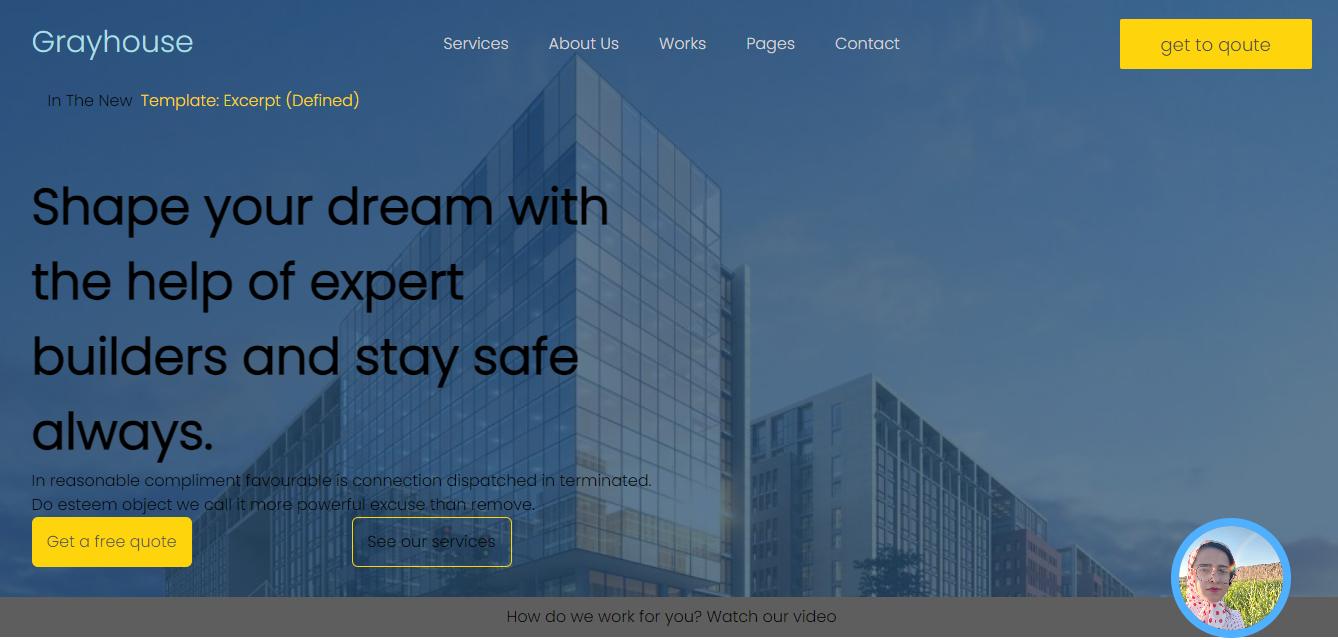 Grayhouse
Services About Us Works Pages Contact
get to qoute
In The New Template: Excerpt (Defined)
Shape your dream with
the help of expert
builders and stay safe
always.
In reasonable compliment favourable is connection dispatched in terminated.
Do esteem object we call it more powerful excuse than remove.
Get a free quote
See our services
How do we work for you? Watch our video